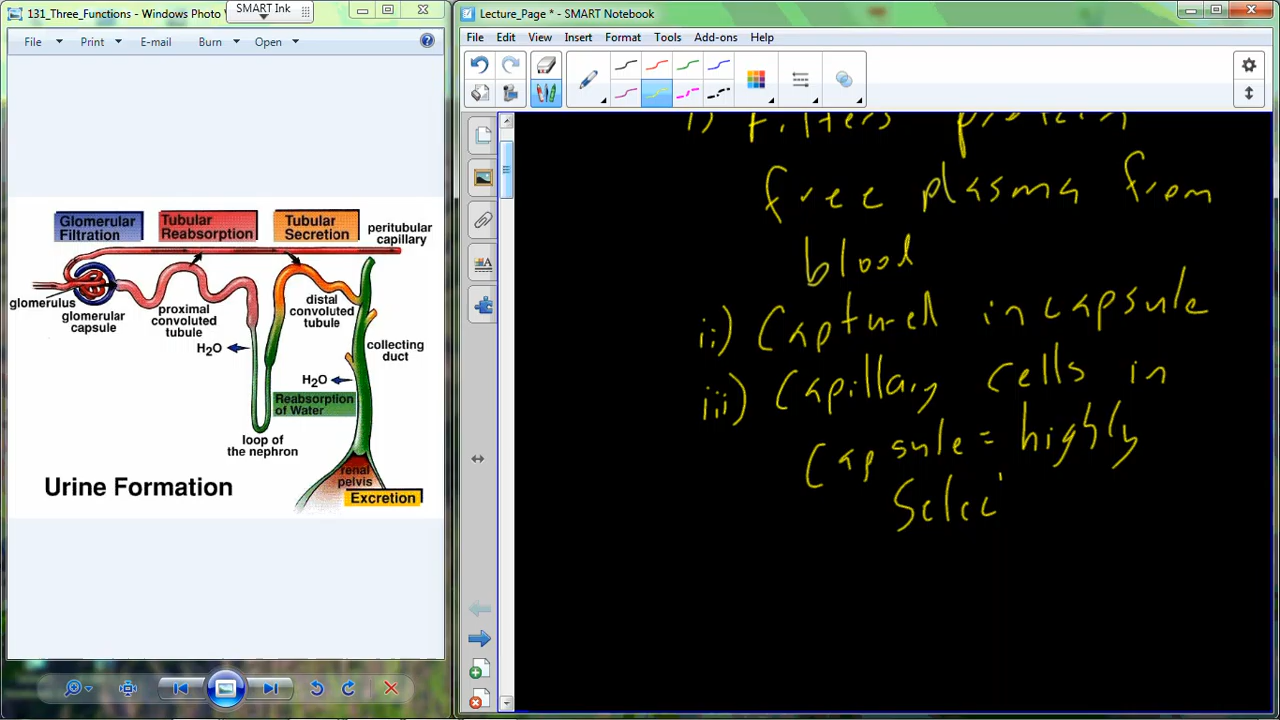 131_Three_Functions - Windows Photo
SMART Ink
File Print E-mail Burn Open
Glomerular
Filtration
Tubular
Reabsorption
Tubular
Secretion
peritubular
capillary
glomerulus
glomerular
capsule
proximal
convoluted
tubule
distal
convoluted
tubule
H2O
collecting
duct
H2O
Reabsorption
of Water
loop of
the nephron
renal
pelvis
Urine Formation
Excretion
Lecture_Page * - SMART Notebook
File Edit View Insert Format Tools Add-ons Help
i) Filters protein
free plasma from
blood
ii) Captured in capsule
iii) Capillary cells in
Capsule = highly
Selec